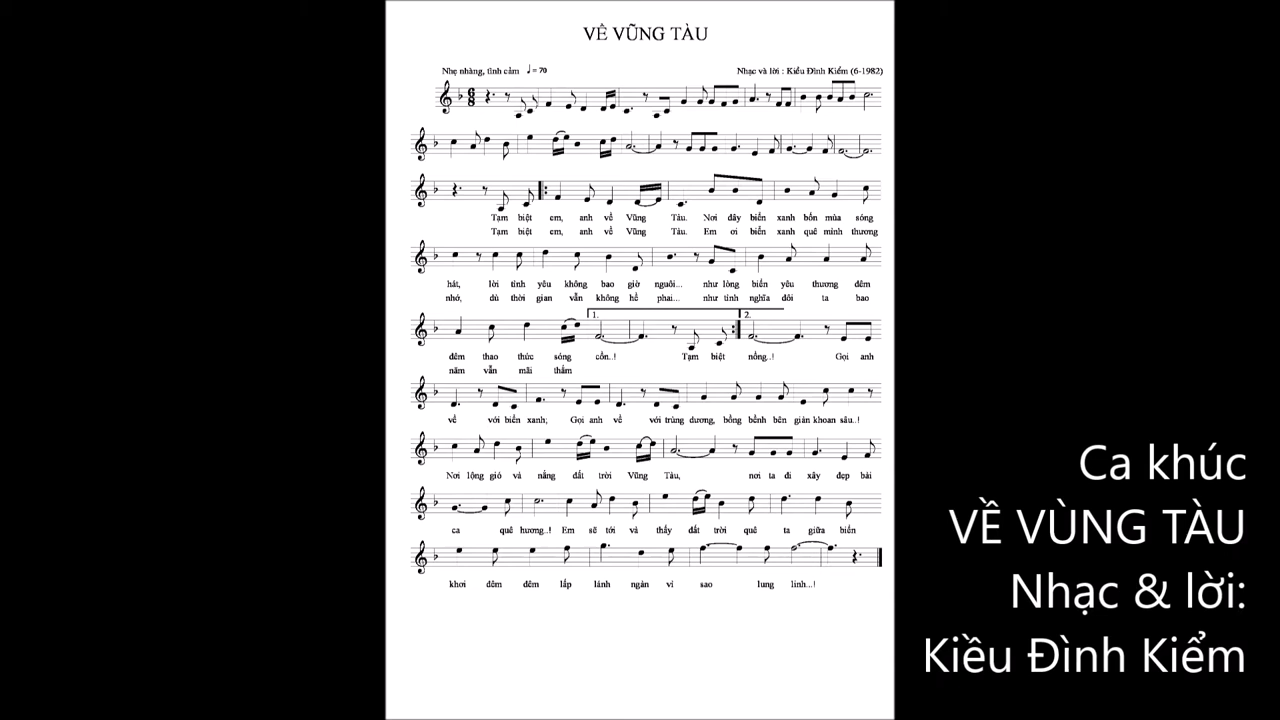 VỀ VŨNG TÀU
Nhẹ nhàng, tình cảm ♩ = 70
Nhạc và lời : Kiều Đình Kiểm (6-1982)
Tạm biệt em, anh về Vũng Tàu. Nơi đây biển xanh bốn mùa sóng
Tạm biệt em, anh về Vũng Tàu. Em ơi biển xanh quê mình thương
hát, lời tình yêu không bao giờ nguôi... như lòng biển yêu thương đêm
nhớ, dù thời gian vẫn không hề phai... như tình nghĩa đôi ta bao
1. 2.
đêm thao thức sóng cồn..! Tạm biệt nồng..! Gọi anh
năm vẫn mãi thắm
về với biển xanh; Gọi anh về với trùng dương, bồng bềnh bên giàn khoan sâu..!
Nơi lộng gió và nắng đất trời Vũng Tàu, nơi ta đi xây đẹp bài
ca quê hương..! Em sẽ tới và thấy đất trời quê ta giữa biển
khơi đêm đêm lấp lánh ngàn vì sao lung linh...!
Ca khúc
VỀ VÙNG TÀU
Nhạc & lời:
Kiều Đình Kiểm